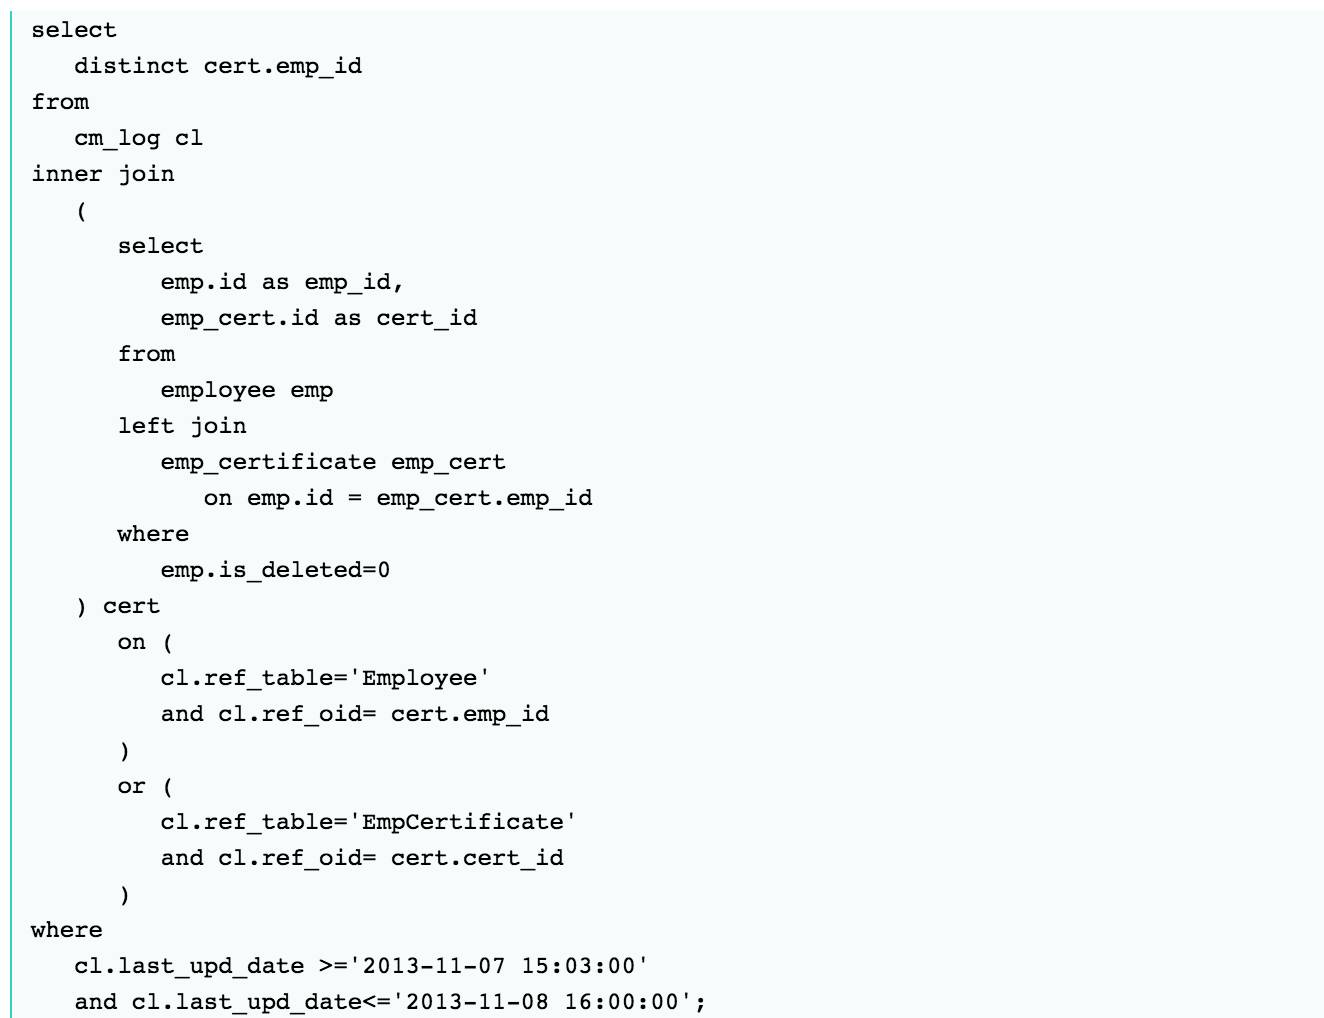 select
   distinct cert.emp_id
from
   cm_log cl
inner join
   (
      select
         emp.id as emp_id,
         emp_cert.id as cert_id
      from
         employee emp
      left join
         emp_certificate emp_cert
            on emp.id = emp_cert.emp_id
      where
         emp.is_deleted=0
   ) cert
      on (
         cl.ref_table='Employee'
         and cl.ref_oid= cert.emp_id
      )
      or (
         cl.ref_table='EmpCertificate'
         and cl.ref_oid= cert.cert_id
      )
where
   cl.last_upd_date >='2013-11-07 15:03:00'
   and cl.last_upd_date<='2013-11-08 16:00:00';